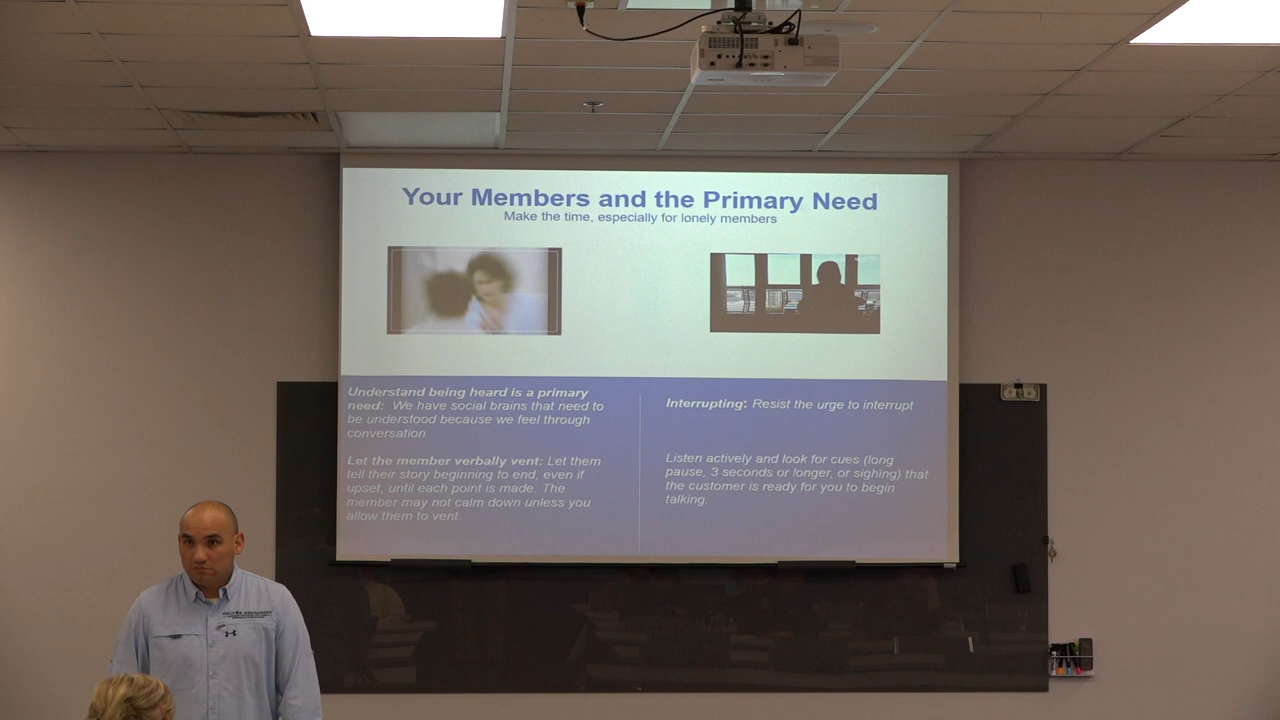 Your Members and the Primary Need
Make the time, especially for lonely members
Understand being heard is a primary
need: We have social brains that need to
be understood because we feel through
conversation
Let the member verbally vent: Let them
tell their story beginning to end, even if
upset, until each point is made. The
member may not calm down unless you
allow them to vent.
Interrupting: Resist the urge to interrupt
Listen actively and look for cues (long
pause, 3 seconds or longer, or sighing) that
the customer is ready for you to begin
talking.